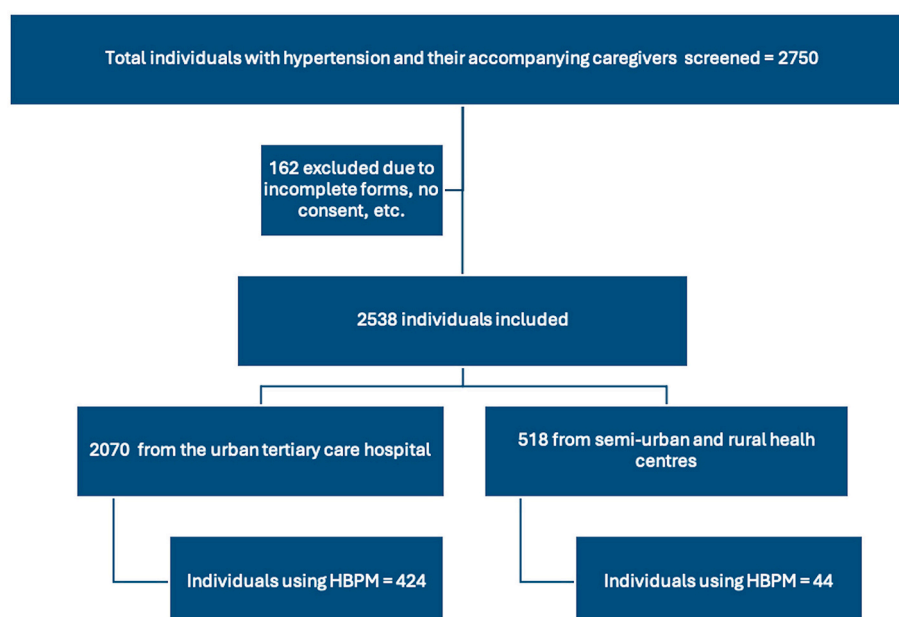 Total individuals with hypertension and their accompanying caregivers screened = 2750
162 excluded due to
incomplete forms, no
consent, etc.
2538 individuals included
2070 from the urban tertiary care hospital
518 from semi-urban and rural healh
centres
Individuals using HBPM = 424
Individuals using HBPM = 44